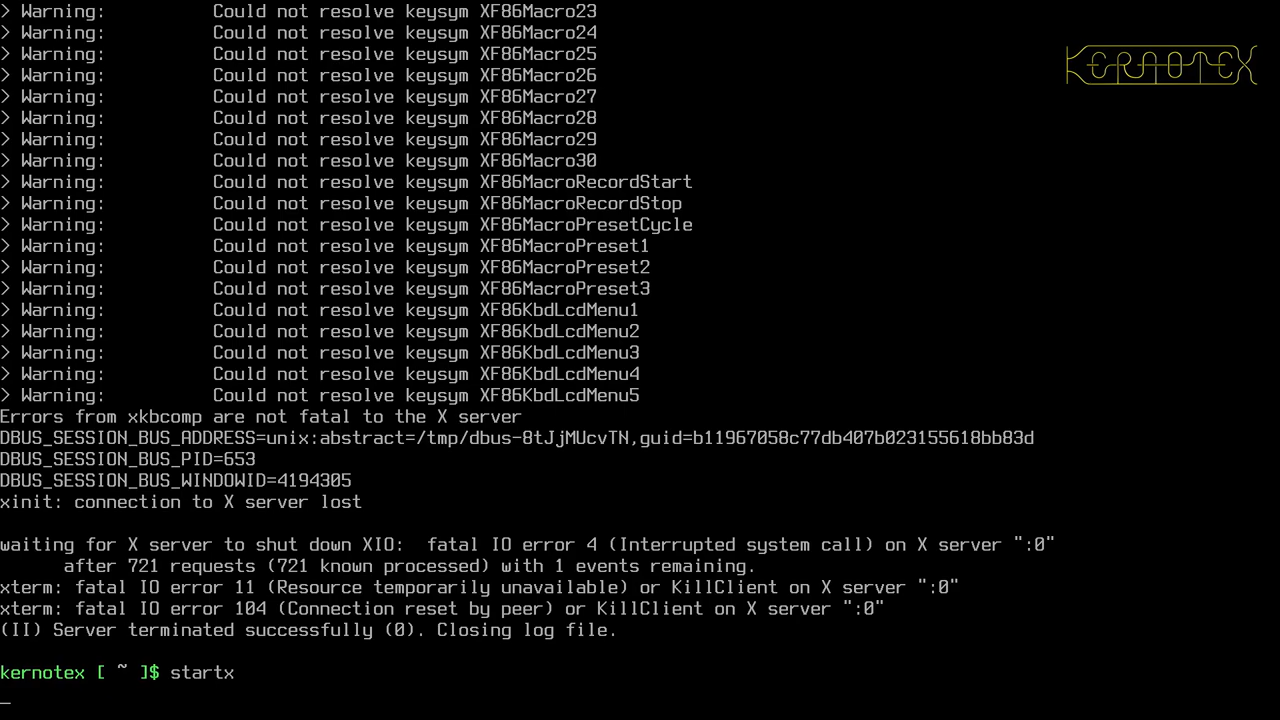 > Warning:          Could not resolve keysym XF86Macro23
KERNOTEX
> Warning:          Could not resolve keysym XF86Macro24
> Warning:          Could not resolve keysym XF86Macro25
> Warning:          Could not resolve keysym XF86Macro26
> Warning:          Could not resolve keysym XF86Macro27
> Warning:          Could not resolve keysym XF86Macro28
> Warning:          Could not resolve keysym XF86Macro29
> Warning:          Could not resolve keysym XF86Macro30
> Warning:          Could not resolve keysym XF86MacroRecordStart
> Warning:          Could not resolve keysym XF86MacroRecordStop
> Warning:          Could not resolve keysym XF86MacroPresetCycle
> Warning:          Could not resolve keysym XF86MacroPreset1
> Warning:          Could not resolve keysym XF86MacroPreset2
> Warning:          Could not resolve keysym XF86MacroPreset3
> Warning:          Could not resolve keysym XF86KbdLcdMenu1
> Warning:          Could not resolve keysym XF86KbdLcdMenu2
> Warning:          Could not resolve keysym XF86KbdLcdMenu3
> Warning:          Could not resolve keysym XF86KbdLcdMenu4
> Warning:          Could not resolve keysym XF86KbdLcdMenu5
Errors from xkbcomp are not fatal to the X server
DBUS_SESSION_BUS_ADDRESS=unix:abstract=/tmp/dbus-8tJjMUcvTN,guid=b11967058c77db407b023155618bb83d
DBUS_SESSION_BUS_PID=653
DBUS_SESSION_BUS_WINDOWID=4194305
xinit: connection to X server lost
waiting for X server to shut down XIO:  fatal IO error 4 (Interrupted system call) on X server ":0"
      after 721 requests (721 known processed) with 1 events remaining.
xterm: fatal IO error 11 (Resource temporarily unavailable) or KillClient on X server ":0"
xterm: fatal IO error 104 (Connection reset by peer) or KillClient on X server ":0"
(II) Server terminated successfully (0). Closing log file.
kernotex [ ~ ]$ startx
_